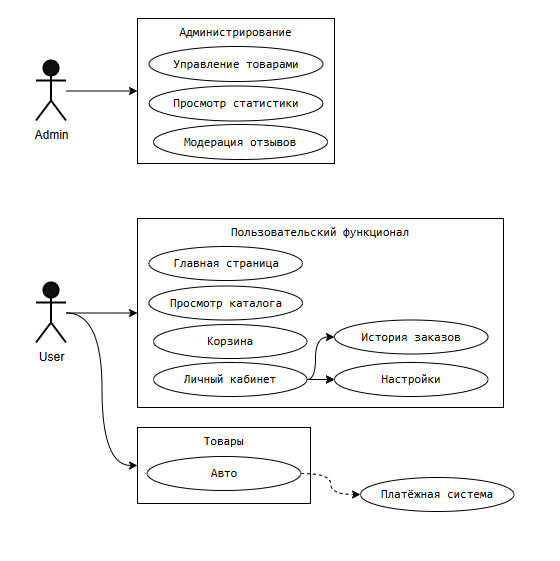 Администрирование
Управление товарами
Просмотр статистики
Модерация отзывов
Admin
Пользовательский функционал
Главная страница
Просмотр каталога
Корзина
История заказов
Личный кабинет
Настройки
User
Товары
Авто
Платёжная система